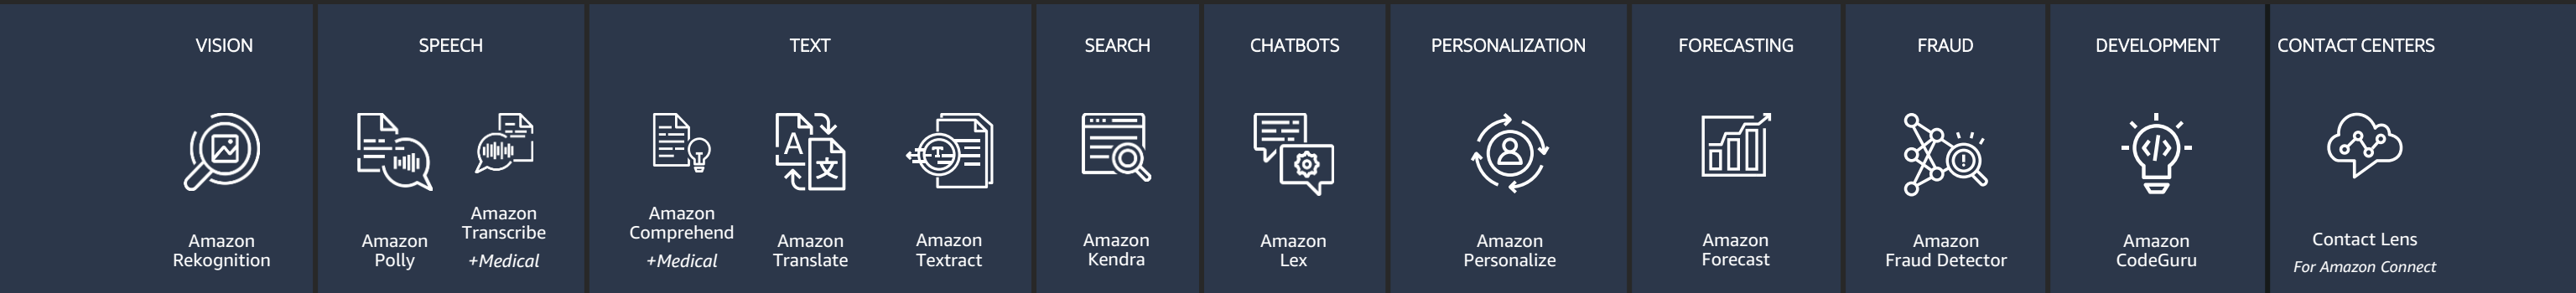 VISION
SPEECH
TEXT
SEARCH
CHATBOTS
PERSONALIZATION
FORECASTING
FRAUD
DEVELOPMENT
CONTACT CENTERS
A
文
T
Amazon
Rekognition
Amazon
Polly
Amazon
Transcribe
+Medical
Amazon
Comprehend
+Medical
Amazon
Translate
Amazon
Textract
Amazon
Kendra
Amazon
Lex
Amazon
Personalize
Amazon
Forecast
Amazon
Fraud Detector
Amazon
CodeGuru
Contact Lens
For Amazon Connect